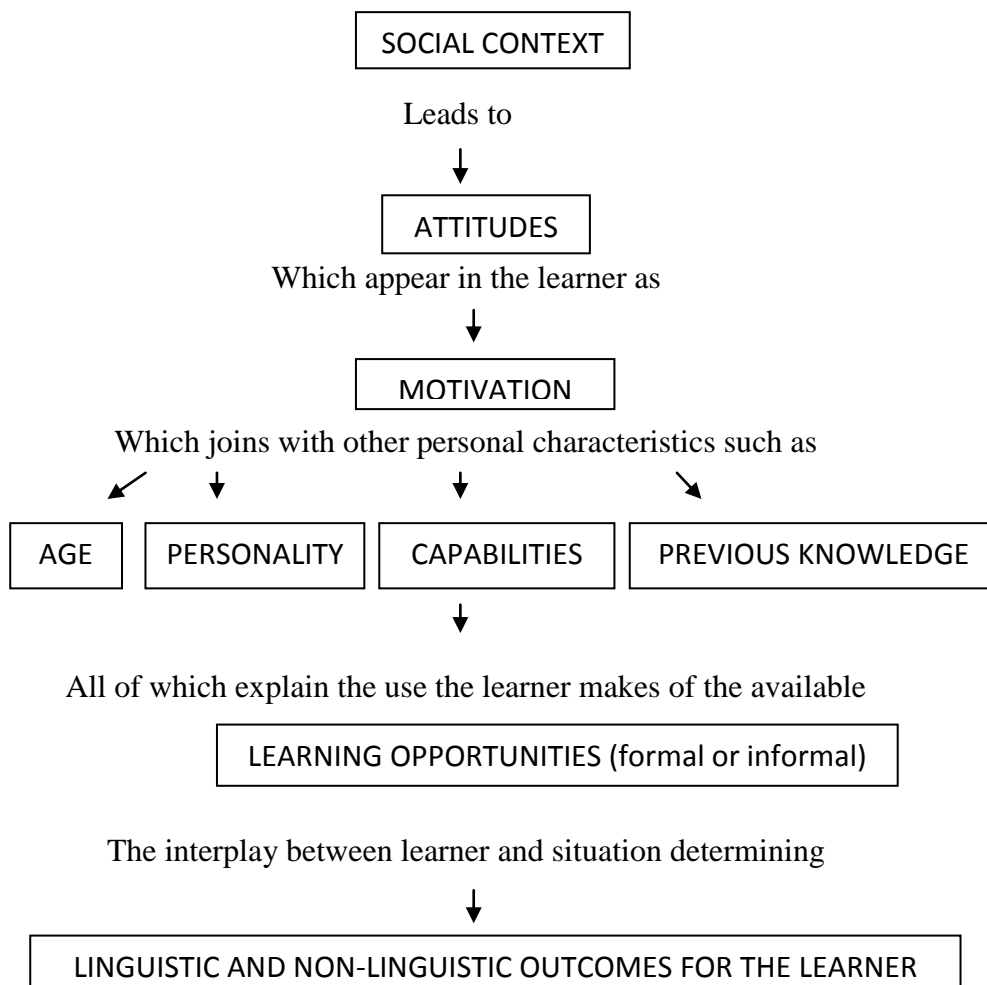 SOCIAL CONTEXT
Leads to
ATTITUDES
Which appear in the learner as
MOTIVATION
Which joins with other personal characteristics such as
AGE PERSONALITY CAPABILITIES PREVIOUS KNOWLEDGE
All of which explain the use the learner makes of the available
LEARNING OPPORTUNITIES (formal or informal)
The interplay between learner and situation determining
LINGUISTIC AND NON-LINGUISTIC OUTCOMES FOR THE LEARNER